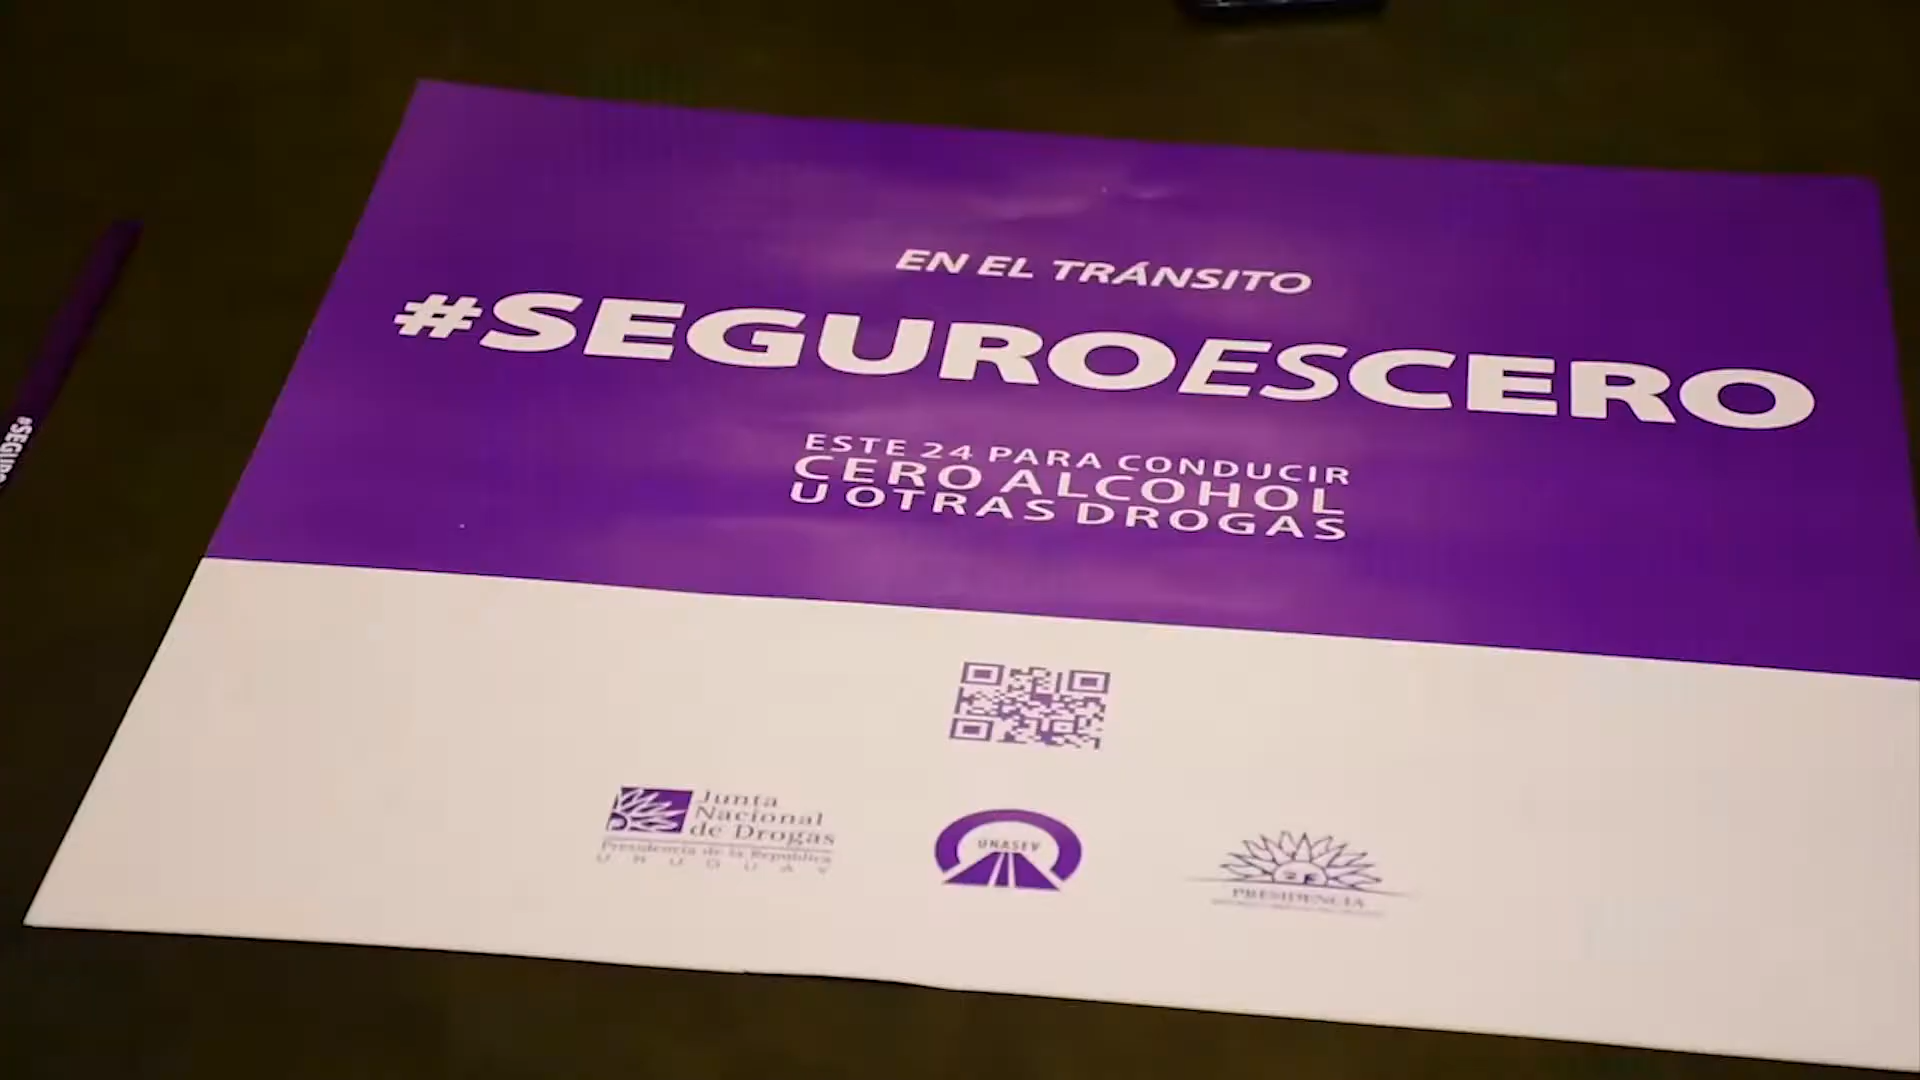 EN EL TRÁNSITO
#SEGUROESCERO
ESTE 24 PARA CONDUCIR
CERO ALCOHOL
U OTRAS DROGAS
Junta
Nacional
de Drogas
Presidencia de la República
URUGUAY
UNASEV
PRESIDENCIA